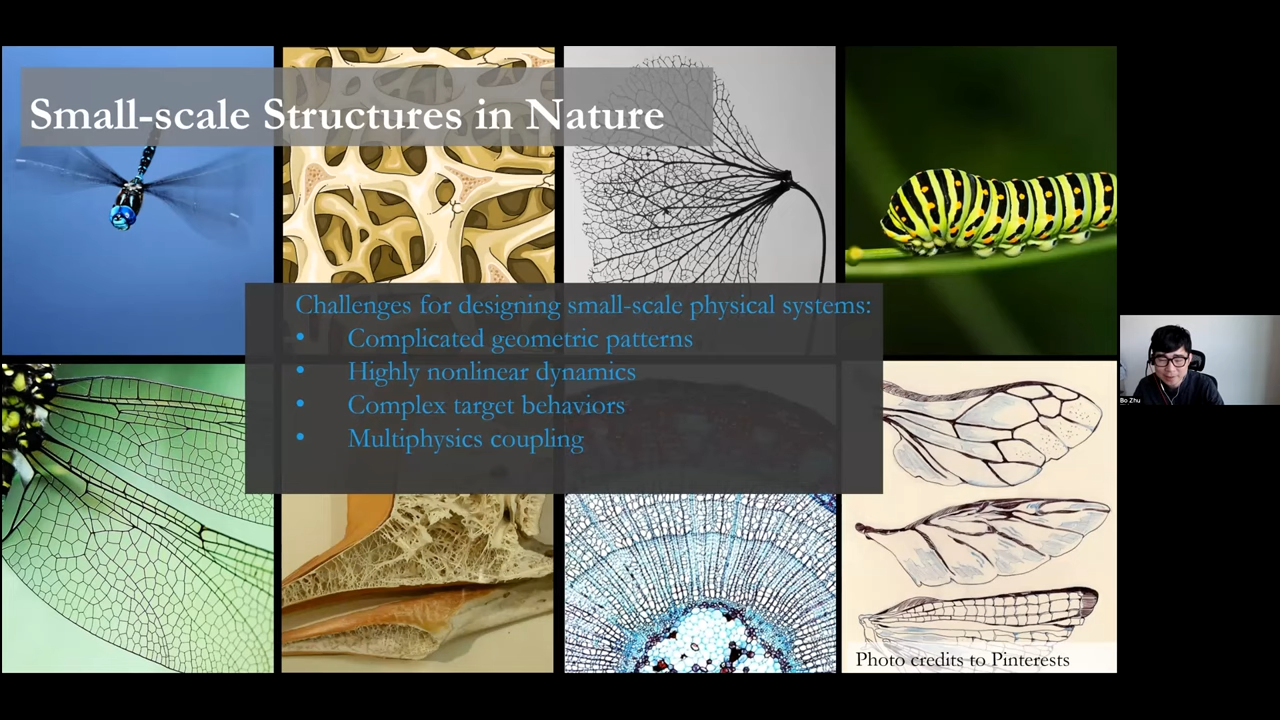 Small-scale Structures in Nature
Challenges for designing small-scale physical systems:
• Complicated geometric patterns
• Highly nonlinear dynamics
• Complex target behaviors
• Multiphysics coupling
Bo Zhu
Photo credits to Pinterests